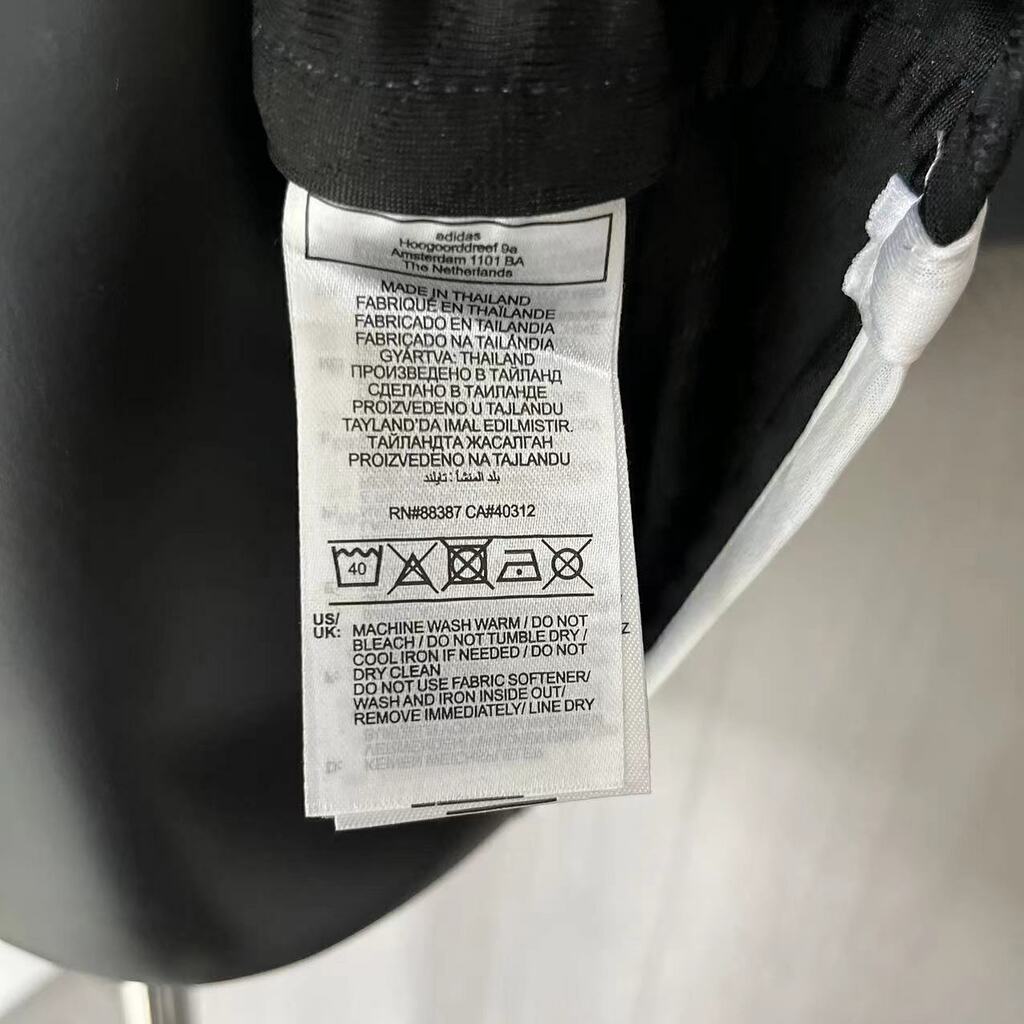 adidas
Hoogoorddreef 9a
Amsterdam 1101 BA
The Netherlands
MADE IN THAILAND
FABRIQUÉ EN THAÏLANDE
FABRICADO EN TAILANDIA
FABRICADO NA TAILÂNDIA
GYÁRTVA: THAILAND
ПРОИЗВЕДЕНО В ТАЙЛАНД
СДЕЛАНО В ТАИЛАНДЕ
PROIZVEDENO U TAJLANDU
TAYLAND'DA IMAL EDILMISTIR.
ТАЙЛАНДТА ЖАСАЛҒАН
PROIZVEDENO NA TAJLANDU
بلد المنشأ : تايلند
RN#88387 CA#40312
40
US/
UK:
MACHINE WASH WARM / DO NOT
BLEACH / DO NOT TUMBLE DRY /
COOL IRON IF NEEDED / DO NOT
DRY CLEAN
DO NOT USE FABRIC SOFTENER/
WASH AND IRON INSIDE OUT/
REMOVE IMMEDIATELY/ LINE DRY
Z